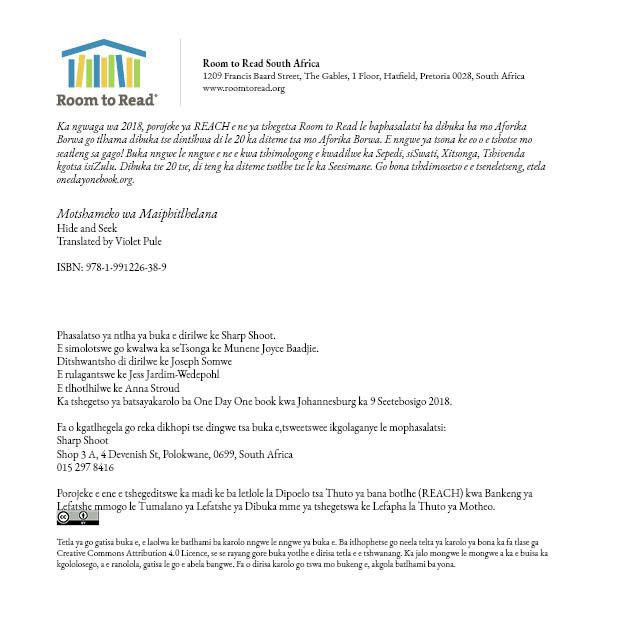 Room to Read South Africa
1209 Francis Baard Street, The Gables, 1 Floor, Hatfield, Pretoria 0028, South Africa
www.roomtoread.org
Room to Read®
Ka ngwaga wa 2018, porojeke ya REACH e ne ya tshegetsa Room to Read le baphasalatsi ba dibuka ba mo Aforika
Borwa go tlhama dibuka tse dintšhwa di le 20 ka diteme tsa mo Aforika Borwa. E nngwe ya tsona ke eo o e tshotse mo
seatleng sa gago! Buka nngwe le nngwe e ne e kwa tshimologong e kwadilwe ka Sepedi, siSwati, Xitsonga, Tshivenda
kgotsa isiZulu. Dibuka tse 20 tse, di teng ka diteme tsotlhe tse le ka Seesimane. Go bona tshdimosetso e e tseneletseng, etela
onedayonebook.org.
Motshameko wa Maiphitlhelana
Hide and Seek
Translated by Violet Pule
ISBN: 978-1-991226-38-9
Phasalatso ya ntlha ya buka e dirilwe ke Sharp Shoot.
E simolotswe go kwalwa ka seTsonga ke Munene Joyce Baadjie.
Ditshwantsho di dirilwe ke Joseph Somwe
E rulagantswe ke Jess Jardim-Wedepohl
E tlhotlhilwe ke Anna Stroud
Ka tshegetso ya batsayakarolo ba One Day One book kwa Johannesburg ka 9 Seetebosigo 2018.
Fa o kgatlhegela go reka dikhopi tse dingwe tsa buka e,tsweetswee ikgolaganye le mophasalatsi:
Sharp Shoot
Shop 3 A, 4 Devenish St, Polokwane, 0699, South Africa
015 297 8416
Porojeke e ene e tshegeditswe ka madi ke ba letlole la Dipoelo tsa Thuto ya bana botlhe (REACH) kwa Bankeng ya
Lefatshe mmogo le Tumalano ya Lefatshe ya Dibuka mme ya tshegetswa ke Lefapha la Thuto ya Motheo.
cc BY
Tetla ya go gatisa buka e, e laolwa ke batlhami ba karolo nngwe le nngwe ya buka e. Ba itlhophetse go neela tetla ya karolo ya bona ka fa tlase ga
Creative Commons Attribution 4.0 Licence, se se rayang gore buka yotlhe e dirisa tetla e e tshwanang. Ka jalo mongwe le mongwe a ka e buisa ka
kgololosego, a e ranolola, gatisa le go e abela bangwe. Fa o dirisa karolo go tswa mo bukeng e, akgola batlhami ba yona.